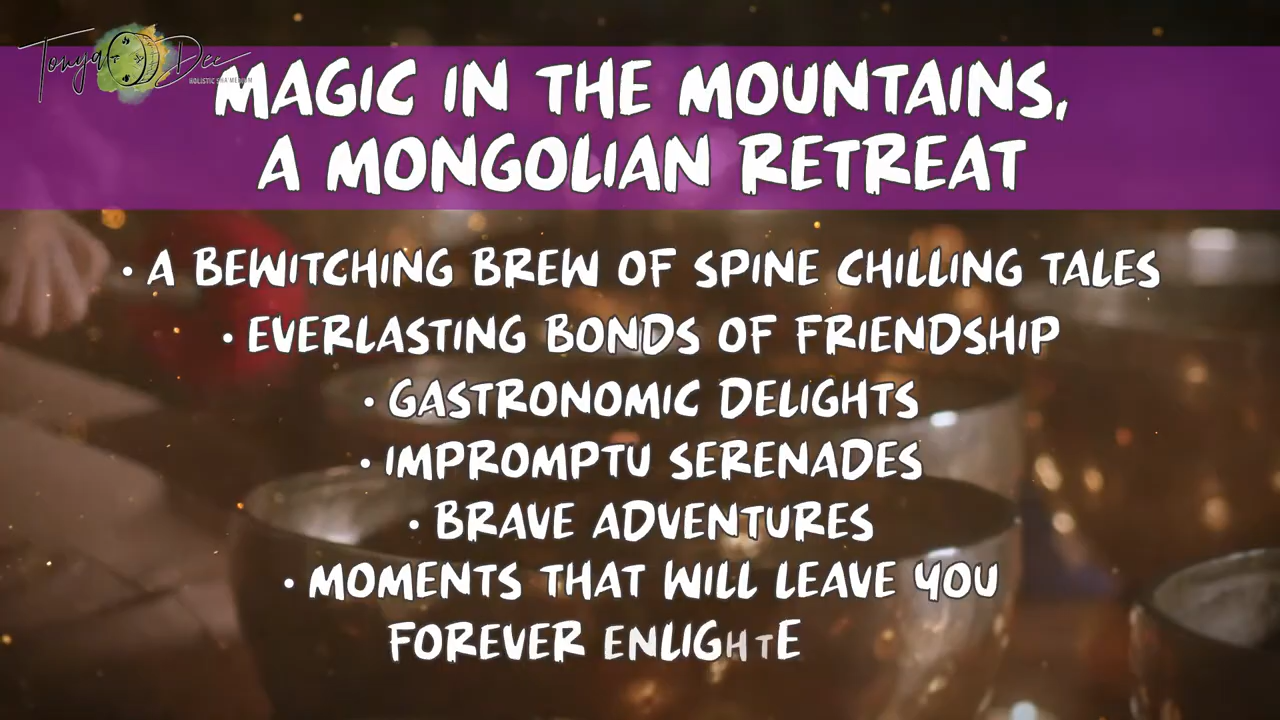 Tonya Dee
MAGIC IN THE MOUNTAINS,
A MONGOLIAN RETREAT
• A BEWITCHING BREW OF SPINE CHILLING TALES
• EVERLASTING BONDS OF FRIENDSHIP
• GASTRONOMIC DELIGHTS
• IMPROMPTU SERENADES
• BRAVE ADVENTURES
• MOMENTS THAT WILL LEAVE YOU
FOREVER ENLIGHTE